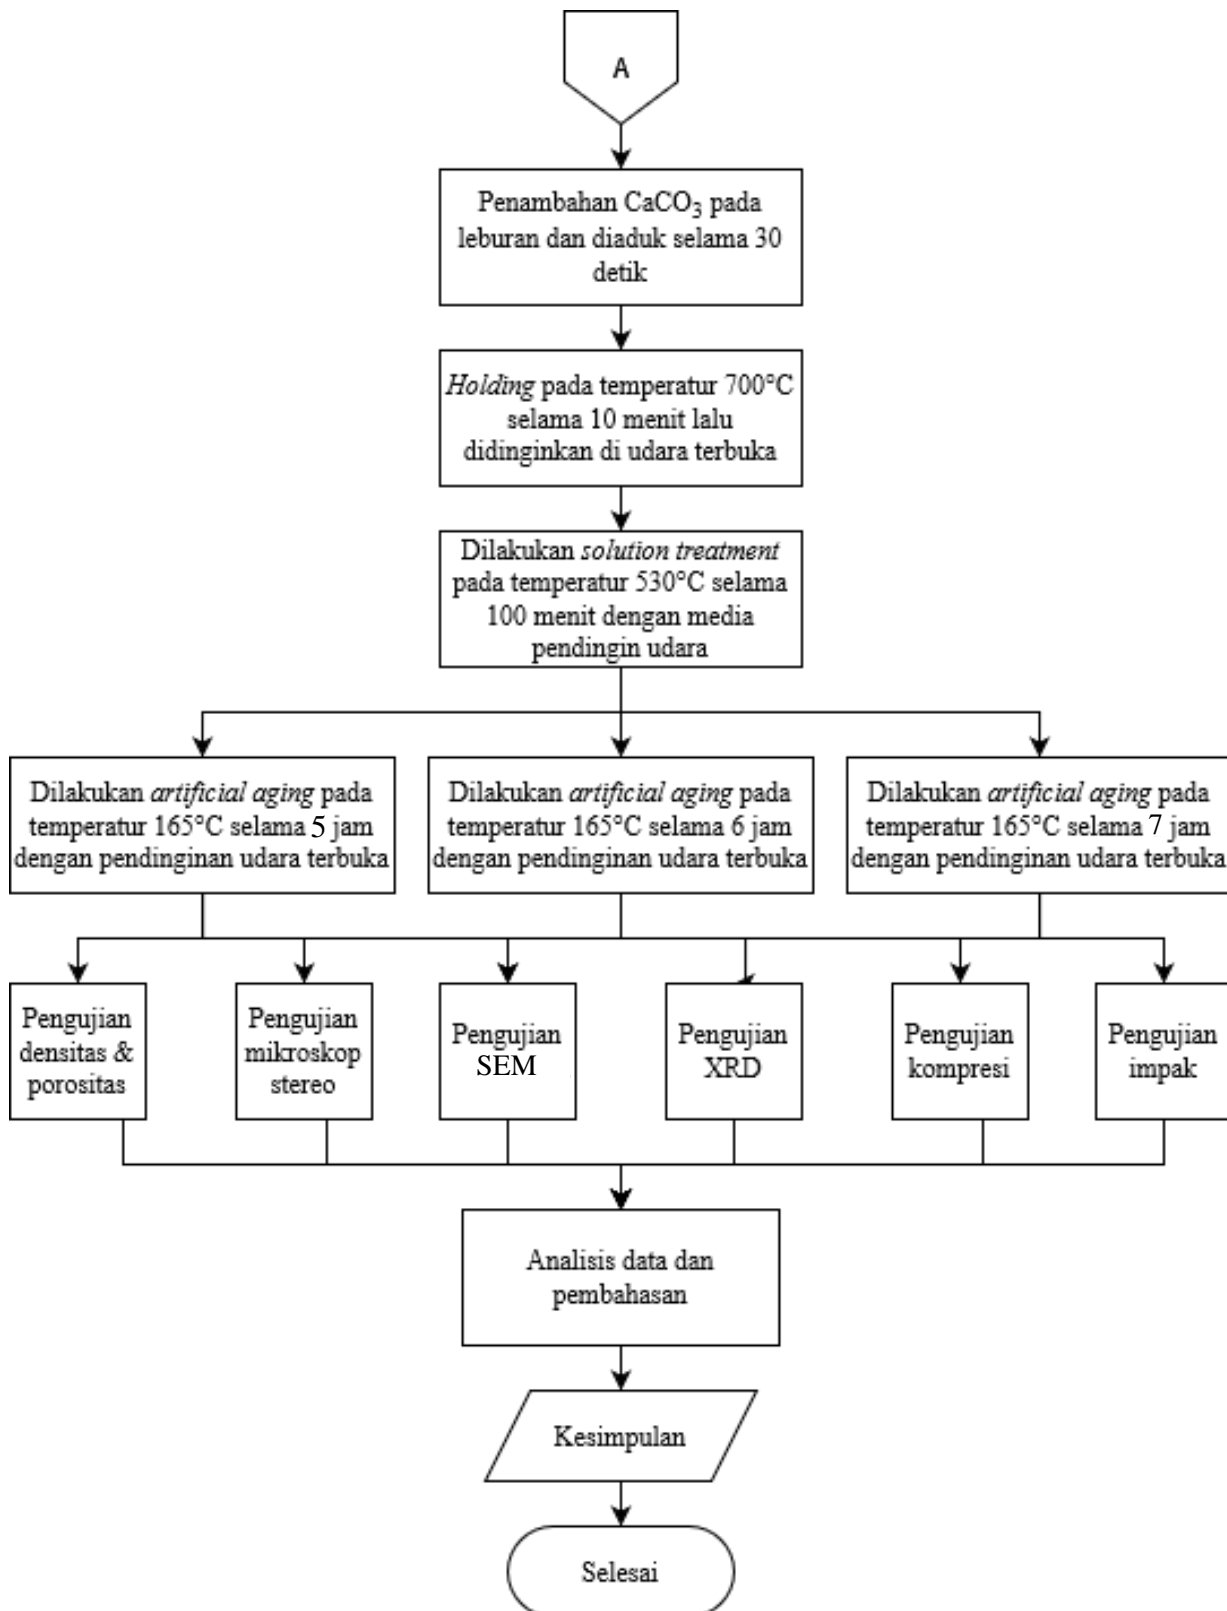 A
Penambahan CaCO₃ pada
leburan dan diaduk selama 30
detik
Holding pada temperatur 700°C
selama 10 menit lalu
didinginkan di udara terbuka
Dilakukan solution treatment
pada temperatur 530°C selama
100 menit dengan media
pendingin udara
Dilakukan artificial aging pada
temperatur 165°C selama 5 jam
dengan pendinginan udara terbuka
Dilakukan artificial aging pada
temperatur 165°C selama 6 jam
dengan pendinginan udara terbuka
Dilakukan artificial aging pada
temperatur 165°C selama 7 jam
dengan pendinginan udara terbuka
Pengujian
densitas &
porositas
Pengujian
mikroskop
stereo
Pengujian
SEM
Pengujian
XRD
Pengujian
kompresi
Pengujian
impak
Analisis data dan
pembahasan
Kesimpulan
Selesai